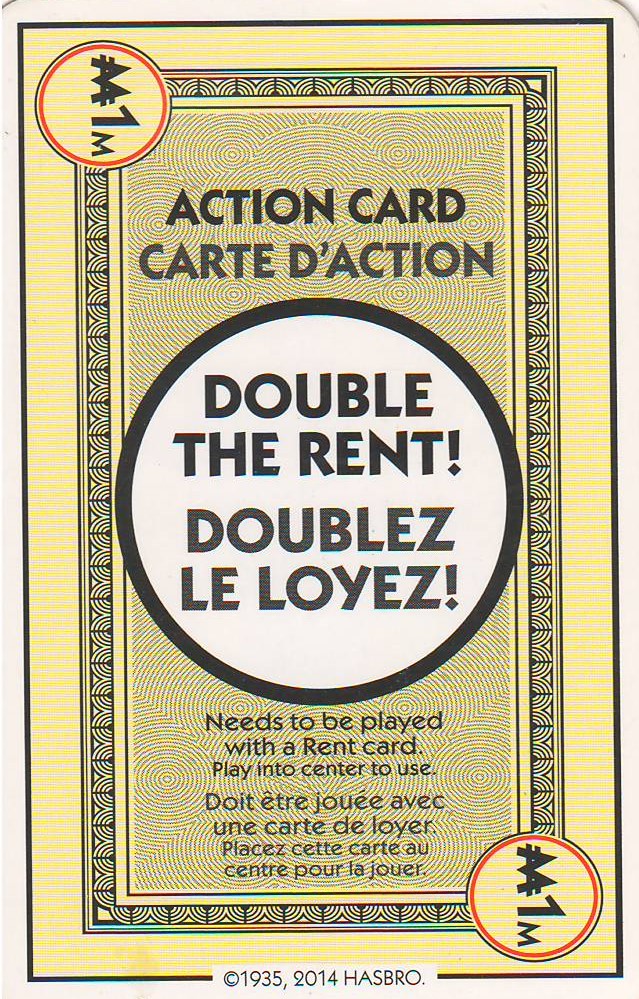 ₩1M
ACTION CARD
CARTE D'ACTION
DOUBLE
THE RENT!
DOUBLEZ
LE LOYEZ!
Needs to be played
with a Rent card.
Play into center to use.
Doit être jouée avec
une carte de loyer.
Placez cette carte au
centre pour la jouer.
₩1M
©1935, 2014 HASBRO.